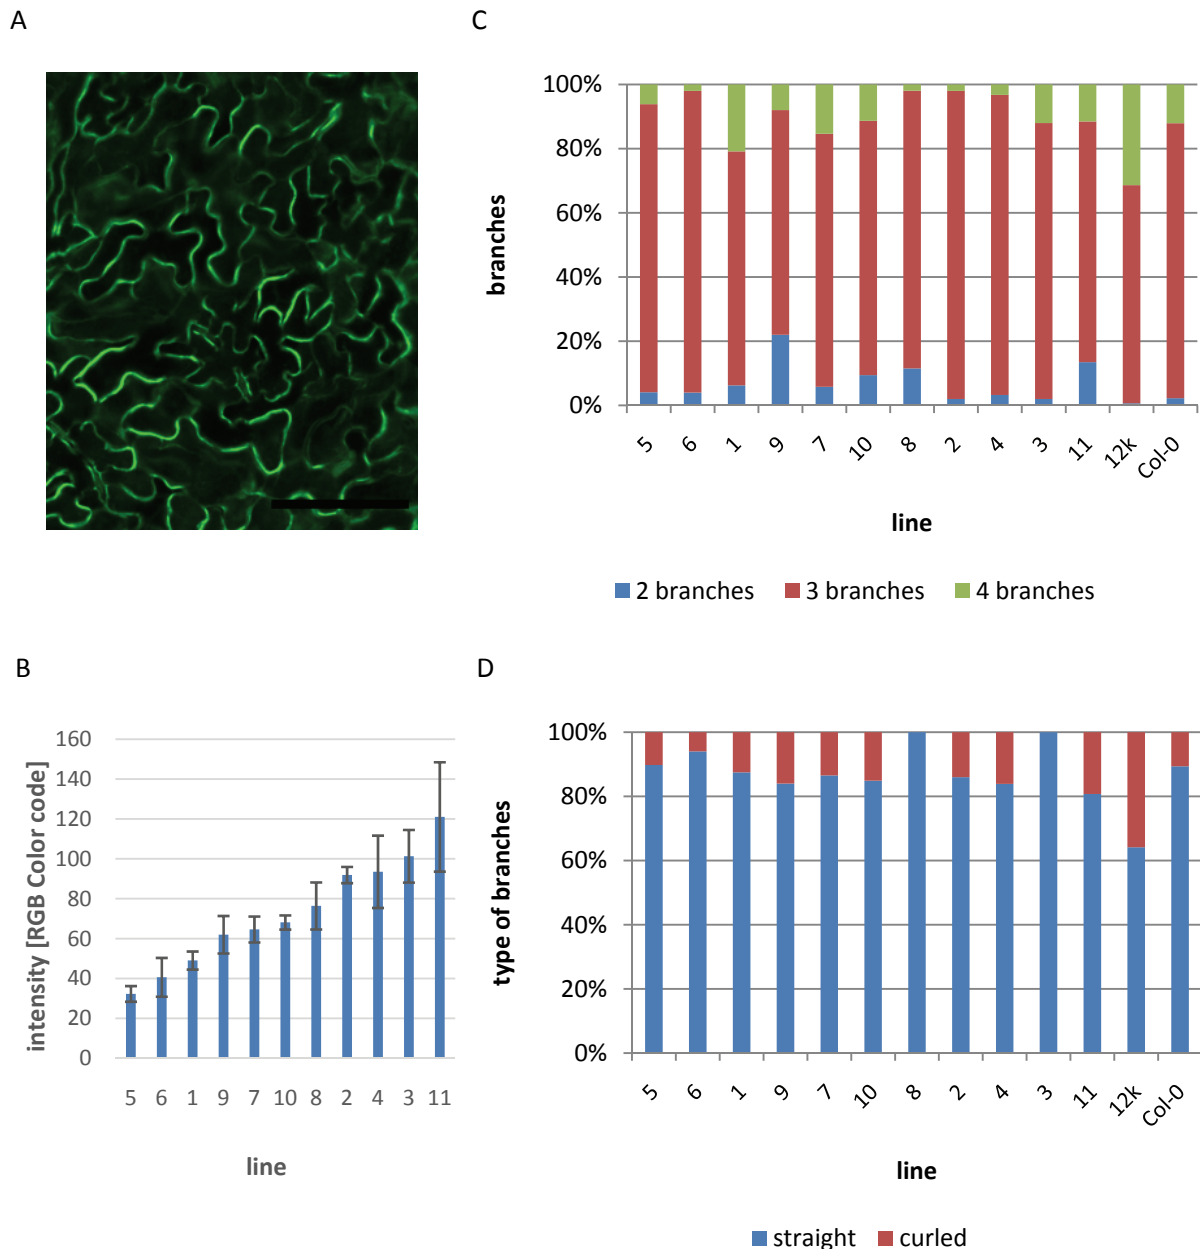 A
C
100%
80%
60%
40%
20%
0%
branches
5 6 1 9 7 10 8 2 4 3 11 12k Col-0
line
2 branches 3 branches 4 branches
B
160
140
120
100
80
60
40
20
0
intensity [RGB Color code]
5 6 1 9 7 10 8 2 4 3 11
line
D
100%
80%
60%
40%
20%
0%
type of branches
5 6 1 9 7 10 8 2 4 3 11 12k Col-0
line
straight curled